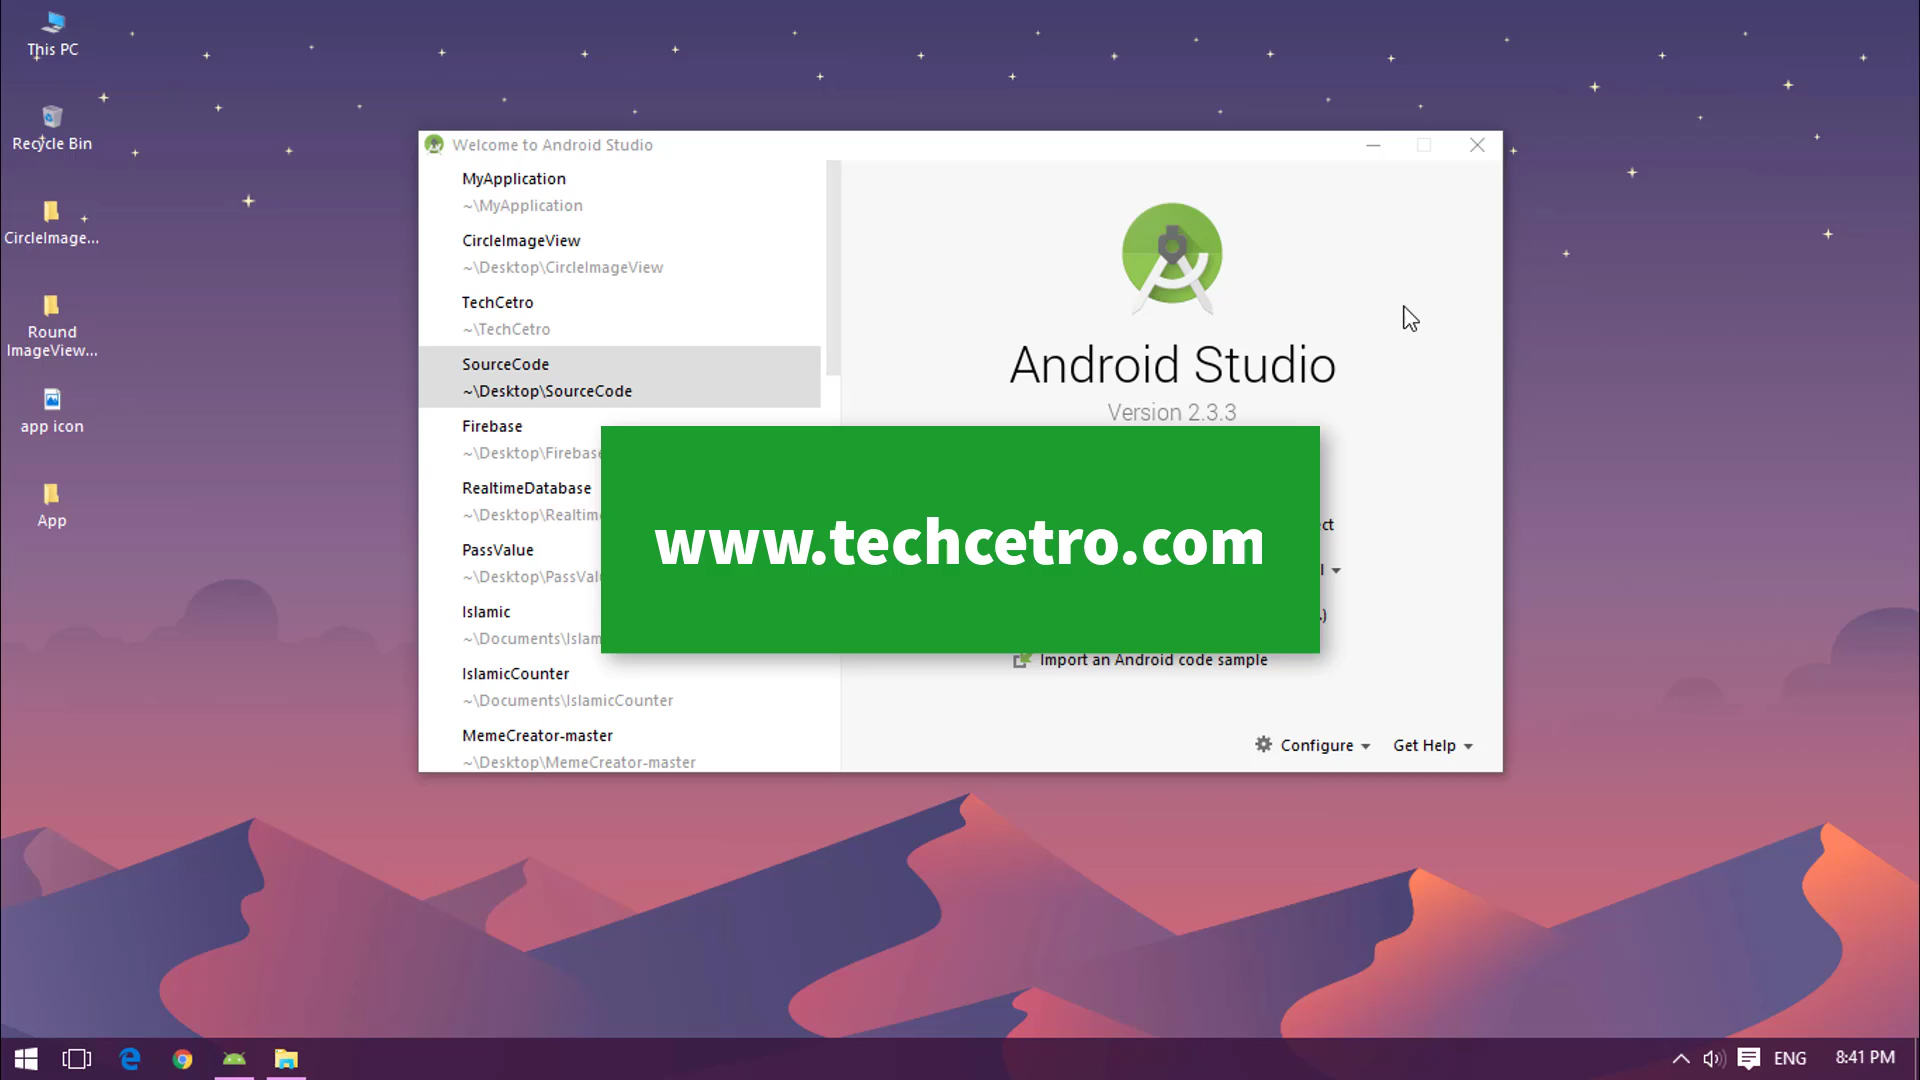 This PC
Recycle Bin
CircleImage...
Round
ImageView...
app icon
App
Welcome to Android Studio
MyApplication
~\MyApplication
CircleImageView
~\Desktop\CircleImageView
TechCetro
~\TechCetro
SourceCode
~\Desktop\SourceCode
Firebase
~\Desktop\Firebase
RealtimeDatabase
~\Desktop\Realtim
PassValue
~\Desktop\PassValu
Islamic
~\Documents\Islam
IslamicCounter
~\Documents\IslamicCounter
MemeCreator-master
~\Desktop\MemeCreator-master
Android Studio
Version 2.3.3
www.techcetro.com
ct
.)
Import an Android code sample
Configure
Get Help
ENG
8:41 PM